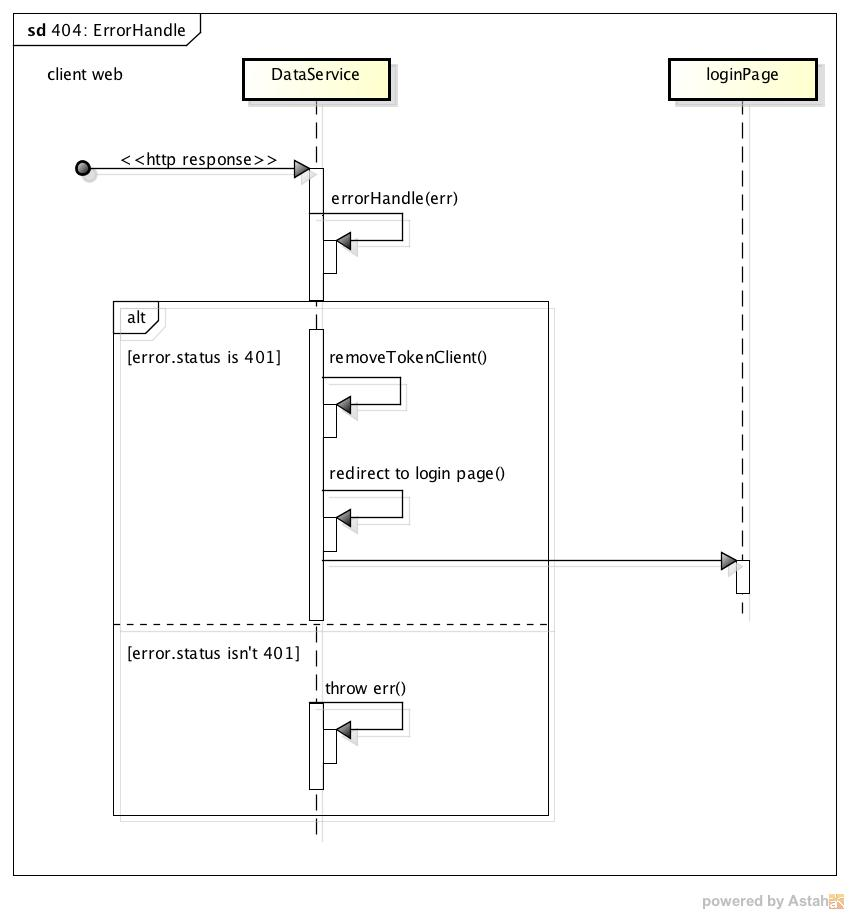 sd 404: ErrorHandle
client web
DataService
loginPage
<<http response>>
errorHandle(err)
alt
[error.status is 401]
removeTokenClient()
redirect to login page()
[error.status isn't 401]
throw err()
powered by Astah